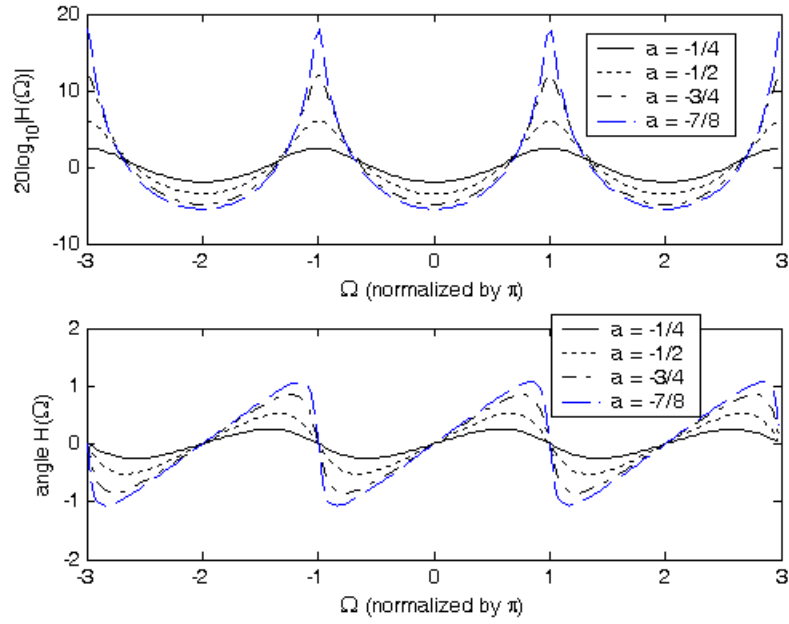 20
10
0
-10
20log10|H(Ω)|
a = -1/4
a = -1/2
a = -3/4
a = -7/8
-3 -2 -1 0 1 2 3
Ω (normalized by π)
2
1
0
-1
-2
angle H(Ω)
a = -1/4
a = -1/2
a = -3/4
a = -7/8
-3 -2 -1 0 1 2 3
Ω (normalized by π)